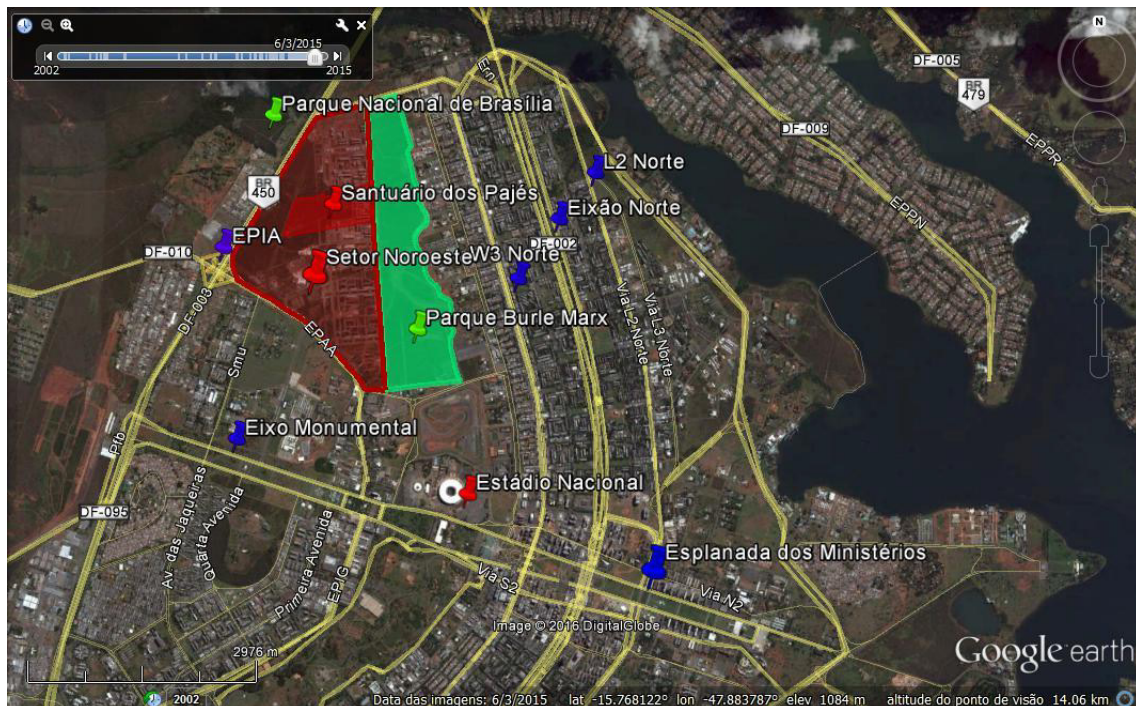 6/3/2015
2002
2015
N
Parque Nacional de Brasília
Santuário dos Pajés
EPIA
Setor Noroeste
Parque Burle Marx
L2 Norte
Eixão Norte
DF-002
W3 Norte
BR
450
DF-010
DF-003
EPAA
Smu
Ern
DF-005
BR
479
DF-009
EPPR
EPPN
Via L2 Norte
Via L3 Norte
Eixo Monumental
Pfb
DF-095
Av. das Jaqueiras
Quarta Avenida
Primeira Avenida
EPIG
Estádio Nacional
Esplanada dos Ministérios
Via S2
Via N2
Image © 2016 DigitalGlobe
Google earth
2976 m
2002
Data das imagens: 6/3/2015 lat -15.768122° lon -47.883787° elev 1084 m altitude do ponto de visão 14.06 km